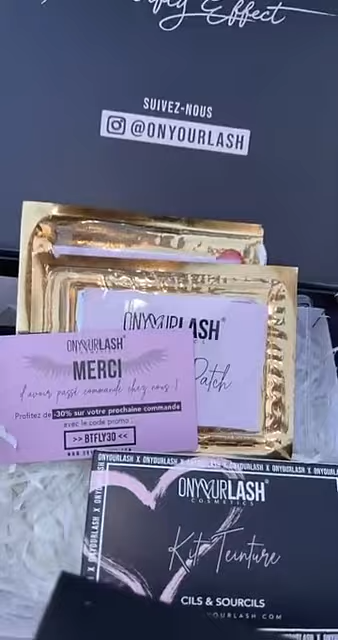 Effect
SUIVEZ-NOUS
@ONYOURLASH
ONYOURLASH
Patch
ONYOURLASH
COSMETICS
MERCI
d'avoir passé commande chez nous !
Profitez de -30% sur votre prochaine commande
avec le code promo
>> BTFLY30 <<
ONYOURLASH X ONYOURLASH X ONYOURLASH X ONYOURLASH
ONYOURLASH
COSMETICS
Kit Teinture
CILS & SOURCILS